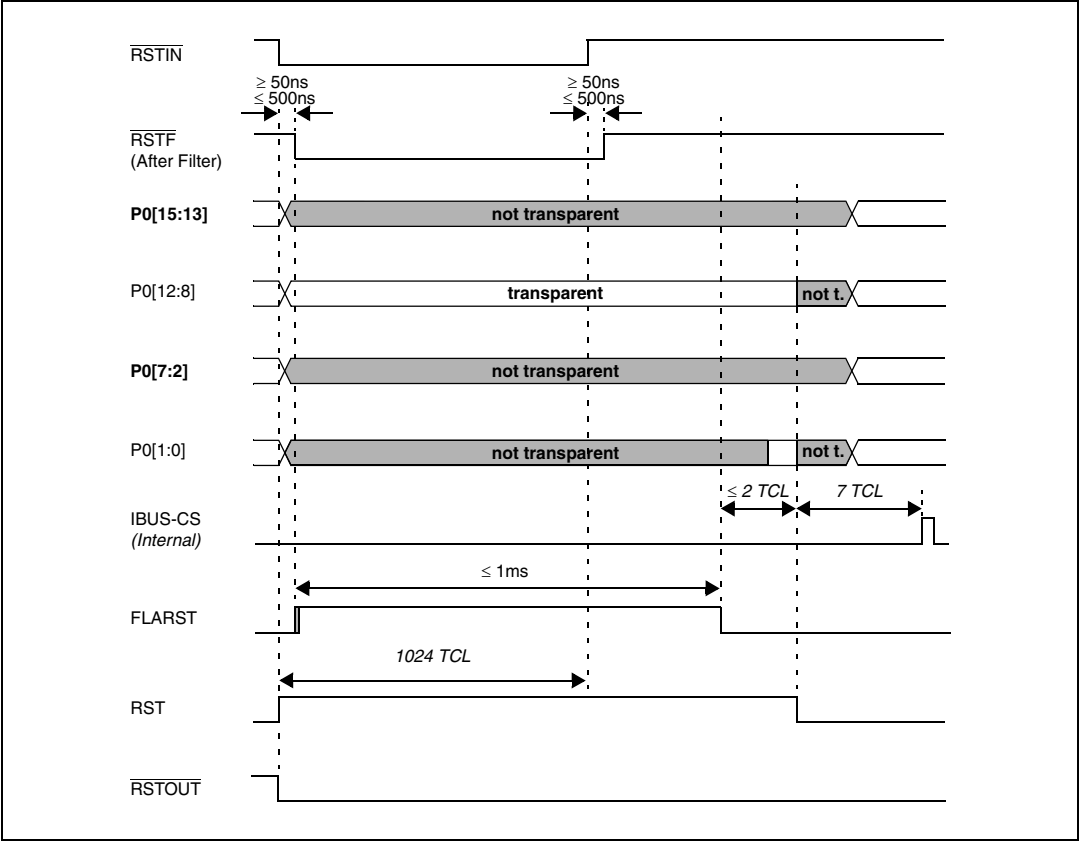 RSTIN
≥ 50ns
≤ 500ns
≥ 50ns
≤ 500ns
RSTF
(After Filter)
P0[15:13]
not transparent
P0[12:8]
transparent
not t.
P0[7:2]
not transparent
P0[1:0]
not transparent
not t.
≤ 2 TCL
7 TCL
IBUS-CS
(Internal)
≤ 1ms
FLARST
1024 TCL
RST
RSTOUT